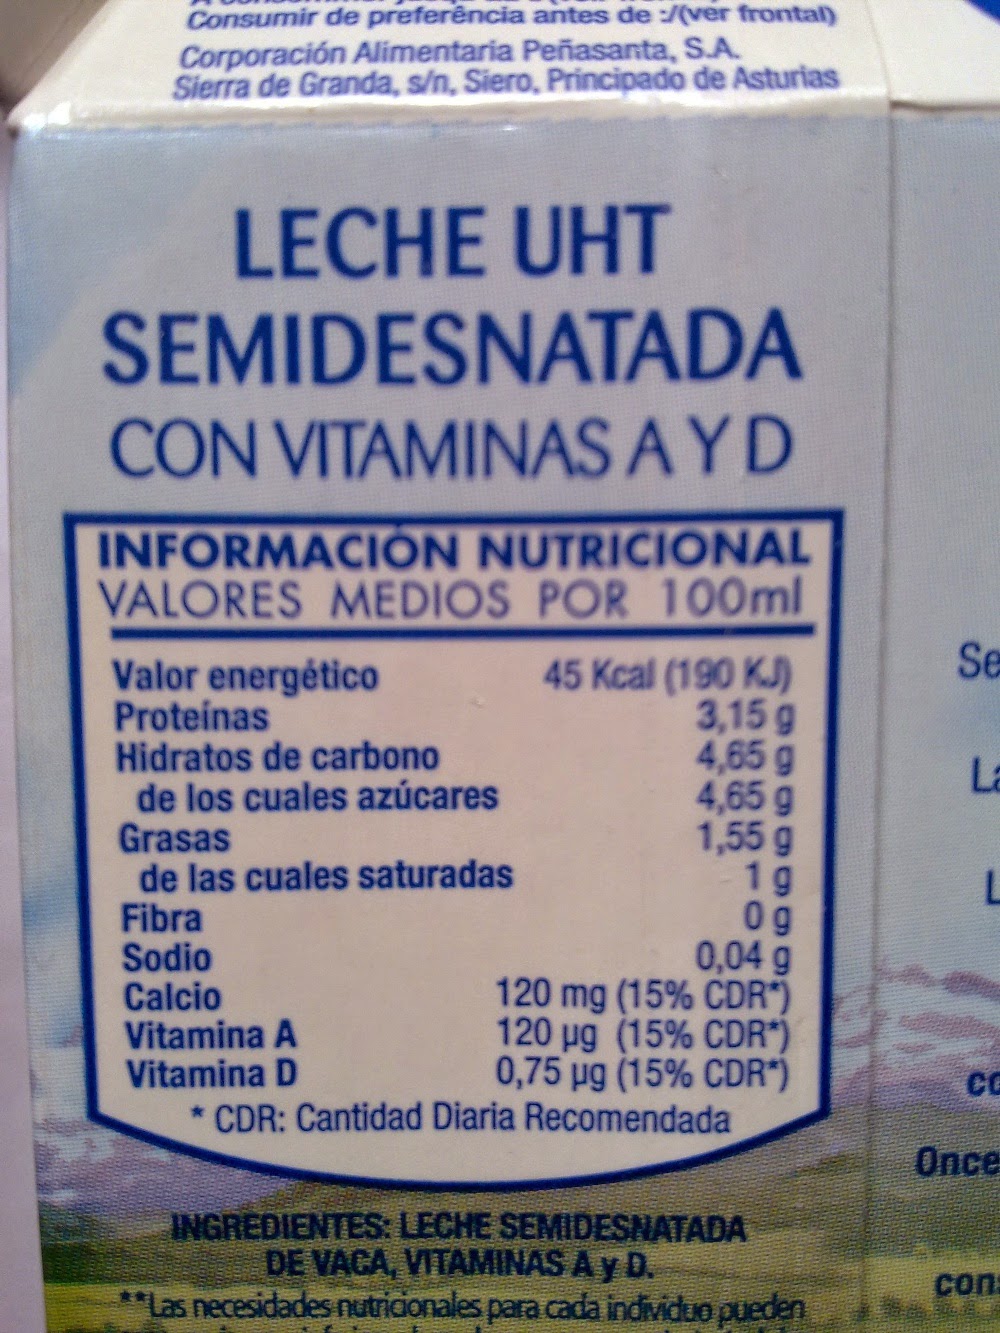 Consumir de preferência antes de :/(ver frontal)
Corporación Alimentaria Peñasanta, S.A.
Sierra de Granda, s/n, Siero, Principado de Asturias
LECHE UHT
SEMIDESNATADA
CON VITAMINAS A Y D
INFORMACIÓN NUTRICIONAL
VALORES MEDIOS POR 100ml
Valor energético 45 Kcal (190 KJ)
Proteínas 3,15 g
Hidratos de carbono 4,65 g
de los cuales azúcares 4,65 g
Grasas 1,55 g
de las cuales saturadas 1 g
Fibra 0 g
Sodio 0,04 g
Calcio 120 mg (15% CDR*)
Vitamina A 120 µg (15% CDR*)
Vitamina D 0,75 µg (15% CDR*)
* CDR: Cantidad Diaria Recomendada
INGREDIENTES: LECHE SEMIDESNATADA
DE VACA, VITAMINAS A y D.
**Las necesidades nutricionales para cada individuo pueden
Se
La
L
co
Once
con